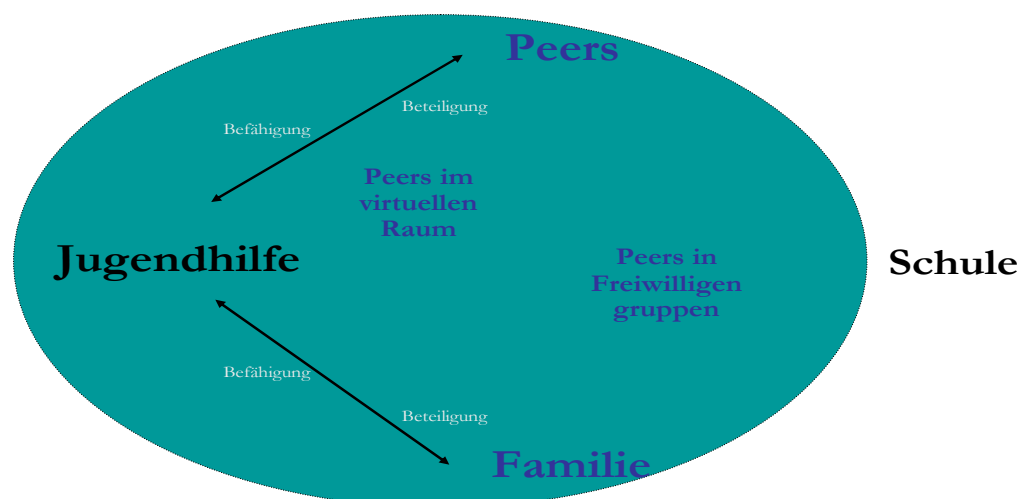 Peers
Beteiligung
Befähigung
Peers im
virtuellen
Raum
Jugendhilfe
Peers in
Freiwilligen
gruppen
Schule
Befähigung
Beteiligung
Familie